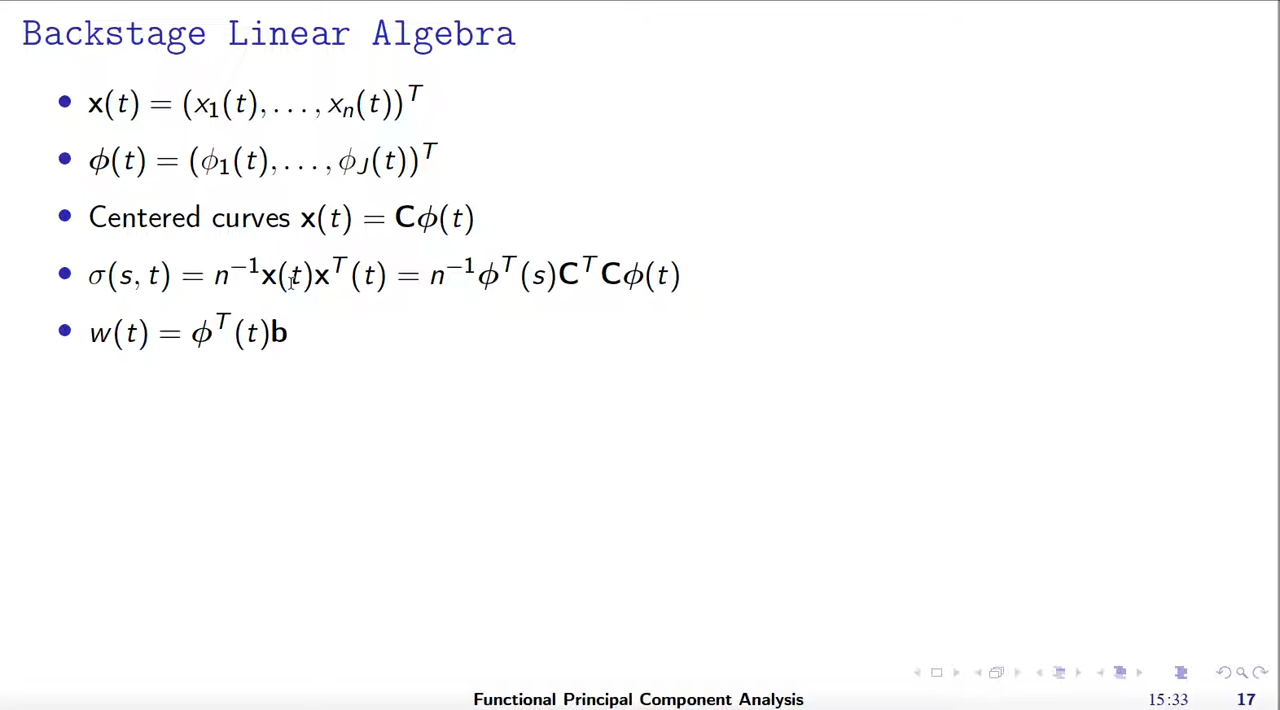 Backstage Linear Algebra
• x(t) = (x₁(t), . . . , xₙ(t))ᵀ
• ϕ(t) = (ϕ₁(t), . . . , ϕ_J(t))ᵀ
• Centered curves x(t) = Cϕ(t)
• σ(s, t) = n⁻¹x(t)xᵀ(t) = n⁻¹ϕᵀ(s)CᵀCϕ(t)
• w(t) = ϕᵀ(t)b
Functional Principal Component Analysis 15:33 17